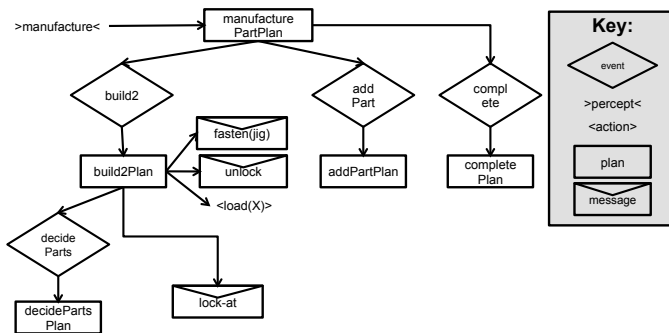 >manufacture<
manufacture
PartPlan
build2
add
Part
compl
ete
fasten(jig)
build2Plan
unlock
addPartPlan
complete
Plan
<load(X)>
decide
Parts
decideParts
Plan
lock-at
Key:
event
>percept<
<action>
plan
message